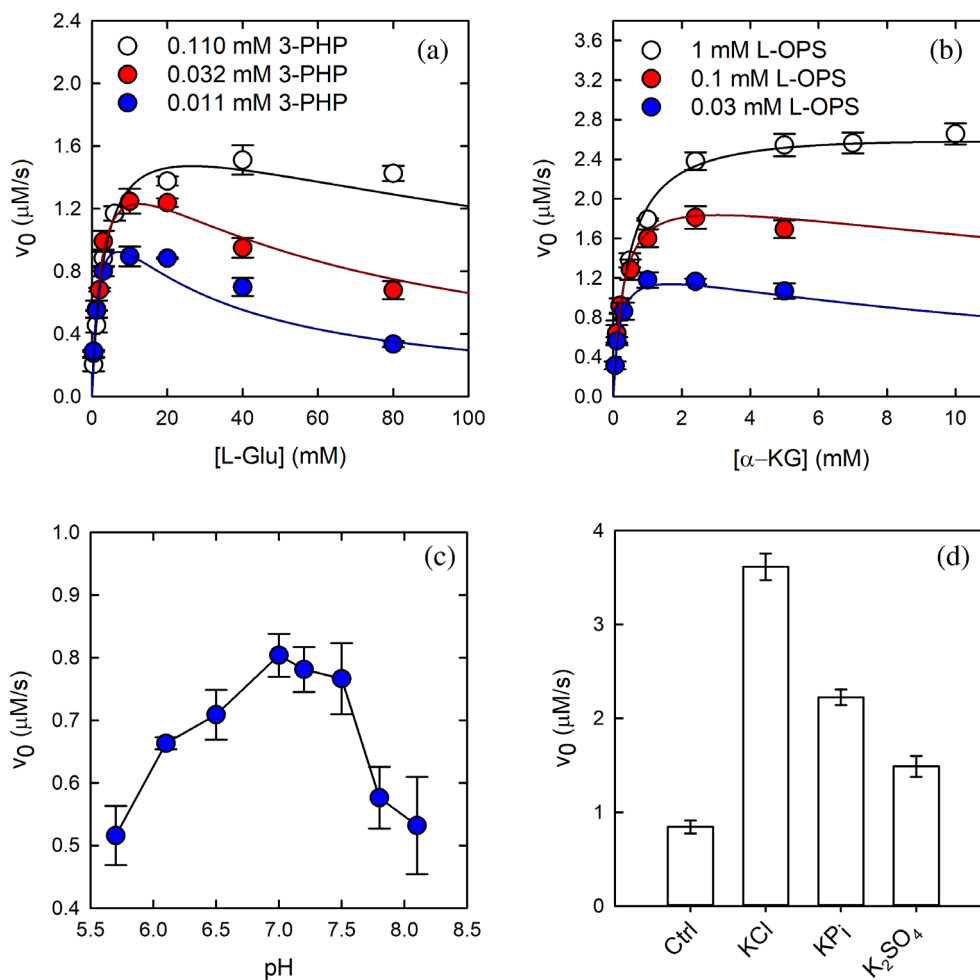 (a)
0.110 mM 3-PHP
0.032 mM 3-PHP
0.011 mM 3-PHP
2.4
2.0
1.6
1.2
0.8
0.4
0.0
v0 (μM/s)
0 20 40 60 80 100
[L-Glu] (mM)
(b)
1 mM L-OPS
0.1 mM L-OPS
0.03 mM L-OPS
3.6
3.2
2.8
2.4
2.0
1.6
1.2
0.8
0.4
0.0
v0 (μM/s)
0 2 4 6 8 10
[α–KG] (mM)
(c)
1.0
0.9
0.8
0.7
0.6
0.5
0.4
v0 (μM/s)
5.5 6.0 6.5 7.0 7.5 8.0 8.5
pH
(d)
4
3
2
1
0
v0 (μM/s)
Ctrl KCl KPi K2SO4